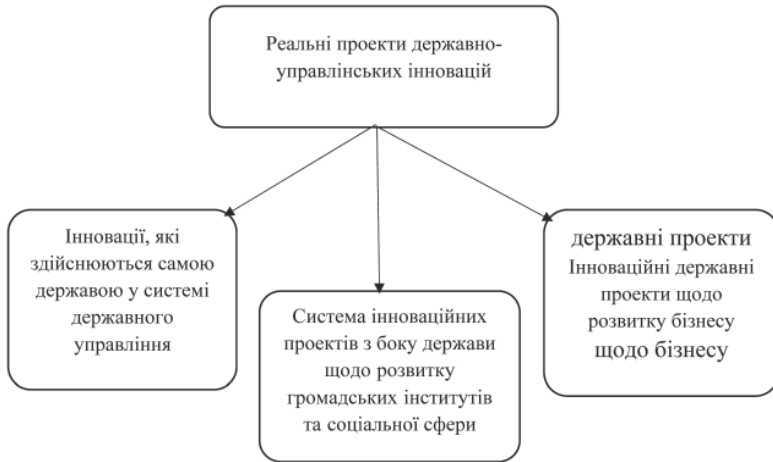 Реальні проекти державно-
управлінських інновацій
Інновації, які
здійснюються самою
державою у системі
державного
управління
Система інноваційних
проектів з боку держави
щодо розвитку
громадських інститутів
та соціальної сфери
державні проекти
Інноваційні державні
проекти щодо
розвитку бізнесу
щодо бізнесу